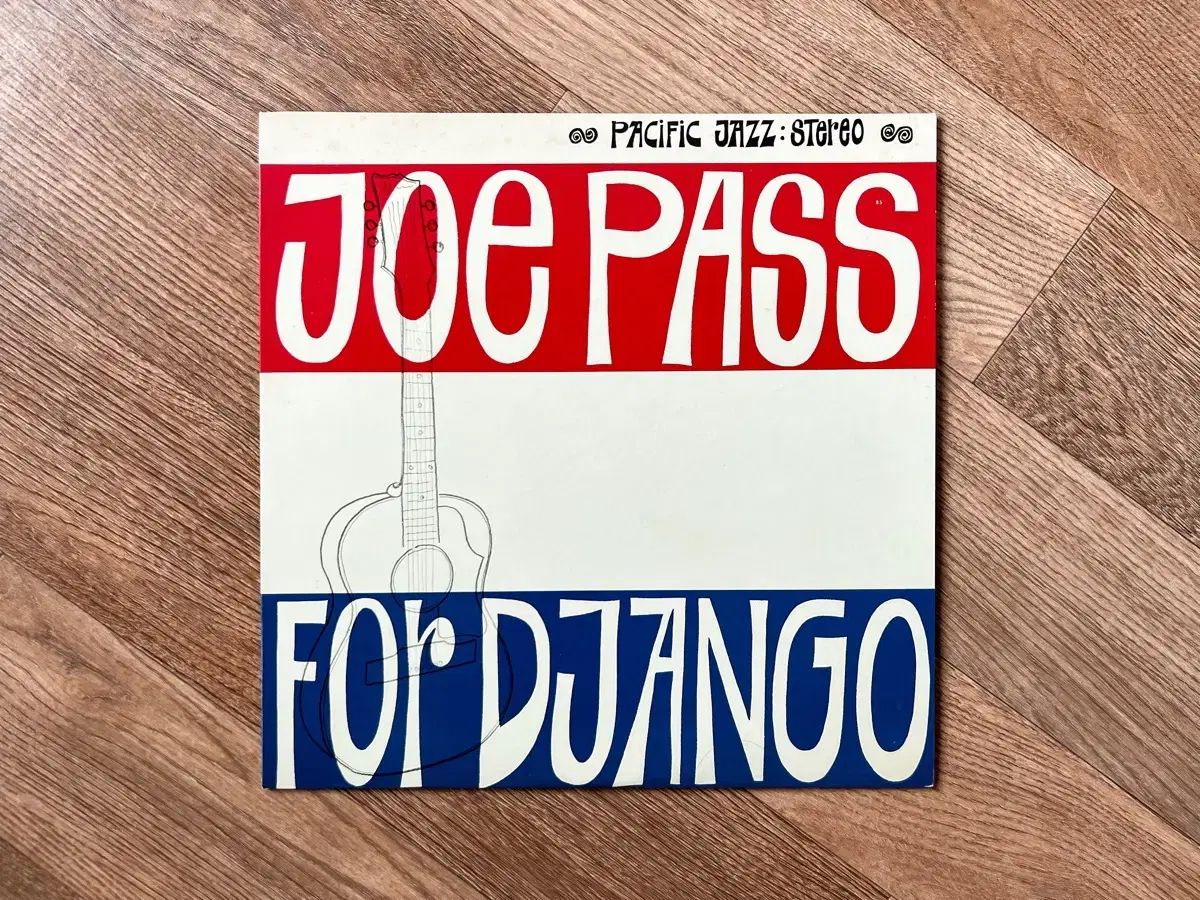 PACIFIC JAZZ: STEREO
JOE PASS
FOR DJANGO